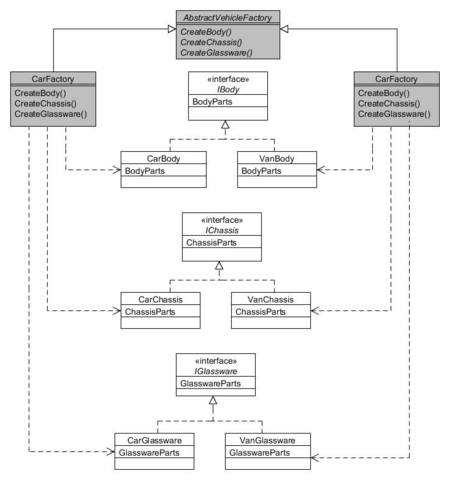 AbstractVehicleFactory
CreateBody()
CreateChassis()
CreateGlassware()
CarFactory
CreateBody()
CreateChassis()
CreateGlassware()
CarFactory
CreateBody()
CreateChassis()
CreateGlassware()
«interface»
IBody
BodyParts
CarBody
BodyParts
VanBody
BodyParts
«interface»
IChassis
ChassisParts
CarChassis
ChassisParts
VanChassis
ChassisParts
«interface»
IGlassware
GlasswareParts
CarGlassware
GlasswareParts
VanGlassware
GlasswareParts